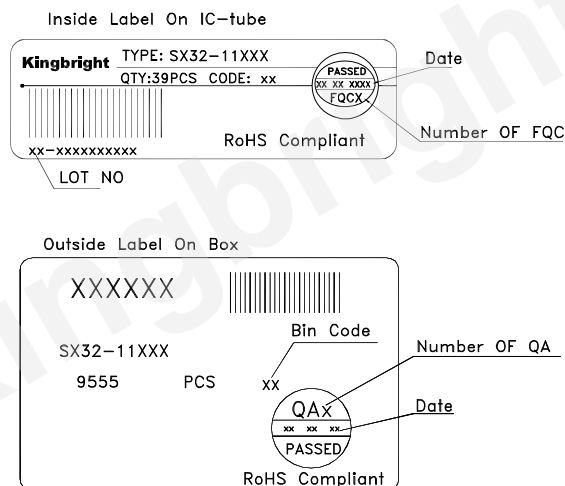 Inside Label On IC-tube
Kingbright TYPE: SX32-11XXX
QTY:39PCS CODE: xx
PASSED
xx xx xxxx
FQCX
Date
Number OF FQC
RoHS Compliant
xx-xxxxxxxxxx
LOT NO
Outside Label On Box
XXXXXX
Bin Code
SX32-11XXX
9555 PCS xx
Number OF QA
QAx
Date
xx xx xx
PASSED
RoHS Compliant
Kingbright